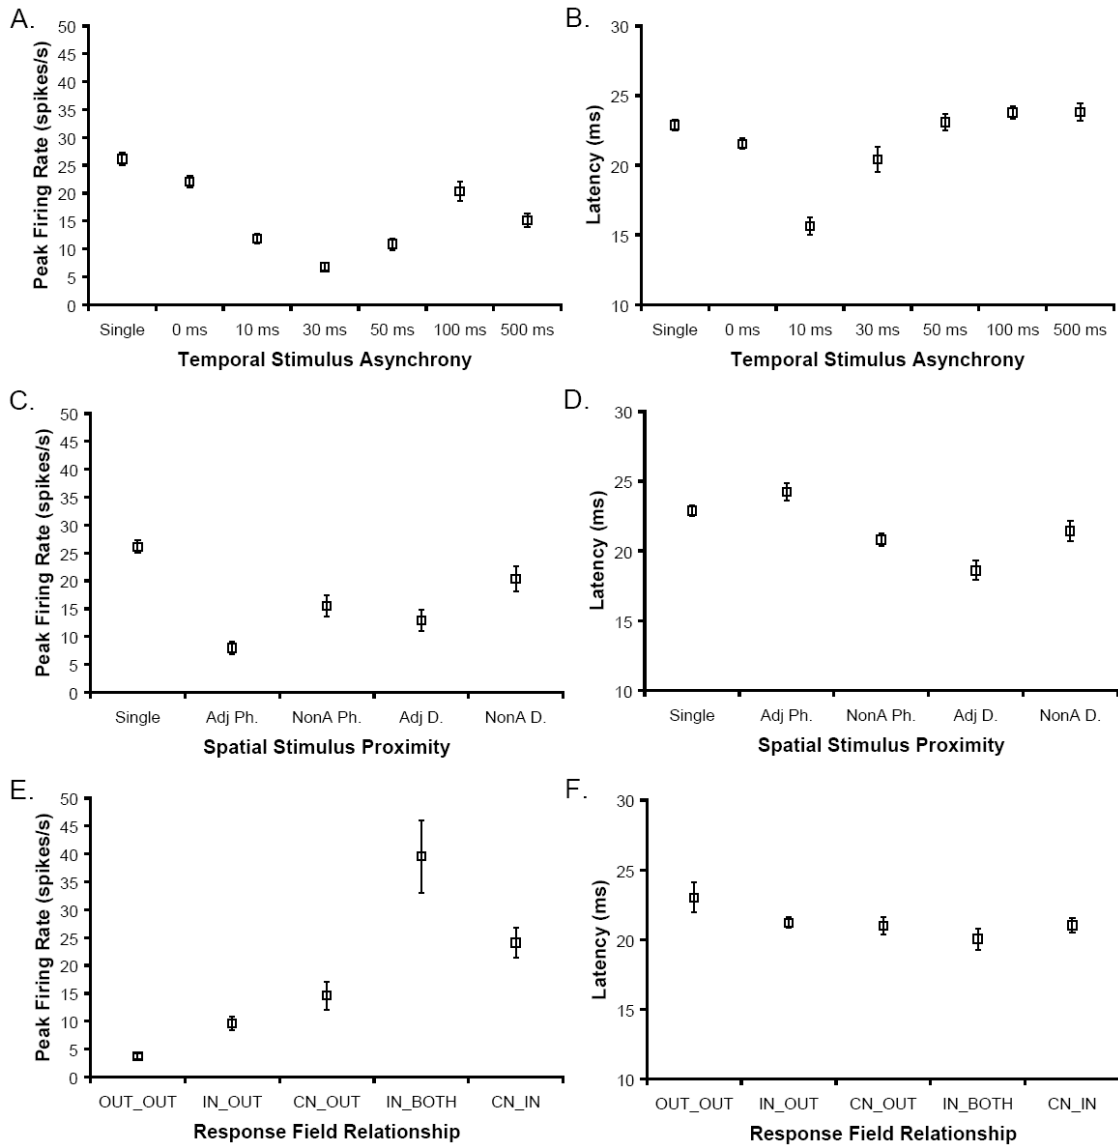 A.
50
45
40
35
30
25
20
15
10
5
0
Peak Firing Rate (spikes/s)
Single 0 ms 10 ms 30 ms 50 ms 100 ms 500 ms
Temporal Stimulus Asynchrony
B.
30
25
20
15
10
Latency (ms)
Single 0 ms 10 ms 30 ms 50 ms 100 ms 500 ms
Temporal Stimulus Asynchrony
C.
50
45
40
35
30
25
20
15
10
5
0
Peak Firing Rate (spikes/s)
Single Adj Ph. NonA Ph. Adj D. NonA D.
Spatial Stimulus Proximity
D.
30
25
20
15
10
Latency (ms)
Single Adj Ph. NonA Ph. Adj D. NonA D.
Spatial Stimulus Proximity
E.
50
45
40
35
30
25
20
15
10
5
0
Peak Firing Rate (spikes/s)
OUT_OUT IN_OUT CN_OUT IN_BOTH CN_IN
Response Field Relationship
F.
30
25
20
15
10
Latency (ms)
OUT_OUT IN_OUT CN_OUT IN_BOTH CN_IN
Response Field Relationship